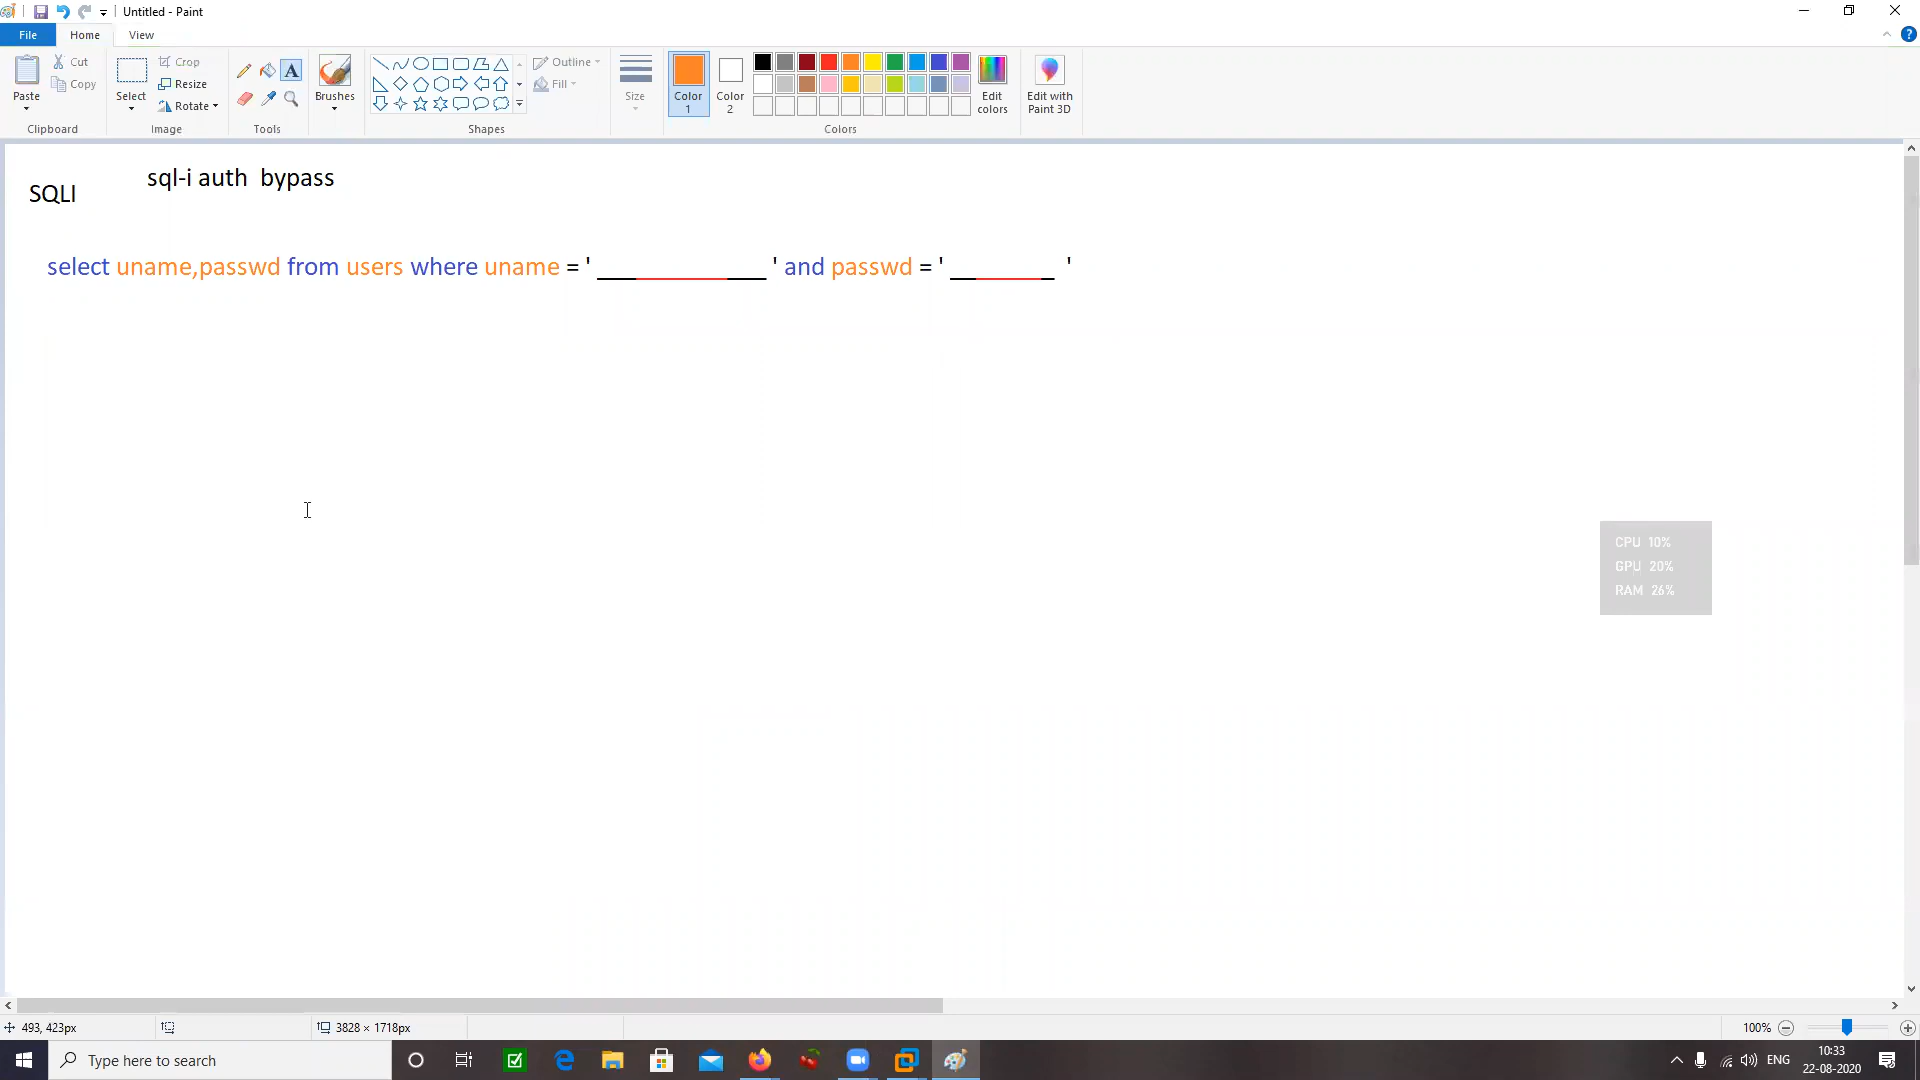 Untitled - Paint
File Home View
Paste
Cut
Copy
Clipboard
Select
Crop
Resize
Rotate
Image
Tools
Brushes
Shapes
Outline
Fill
Size
Color 1
Color 2
Colors
Edit colors
Edit with Paint 3D
sql-i auth bypass
SQLI
select uname,passwd from users where uname = ' _____________ ' and passwd = ' ________ '
CPU 10%
GPU 20%
RAM 26%
493, 423px
3828 × 1718px
100%
Type here to search
ENG
10:33
22-08-2020